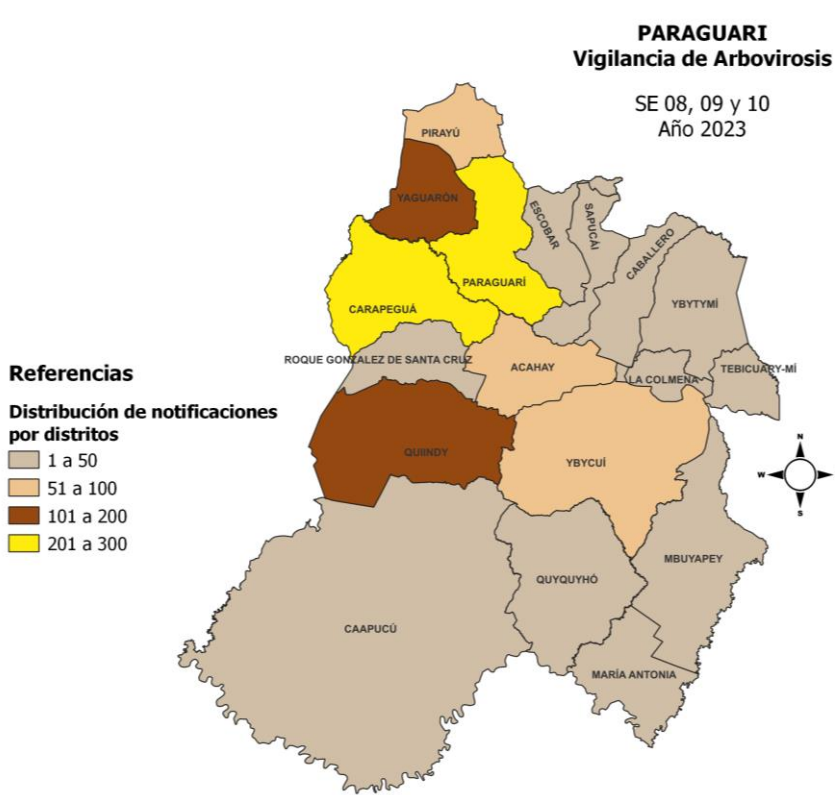 PARAGUARI
Vigilancia de Arbovirosis
SE 08, 09 y 10
Año 2023
PIRAYÚ
YAGUARÓN
ESCOBAR
SAPUCÁI
CABALLERO
PARAGUARÍ
YBYTYMÍ
CARAPEGUÁ
ROQUE GONZALEZ DE SANTA CRUZ
ACAHAY
LA COLMENA
TEBICUARY-MÍ
Referencias
Distribución de notificaciones
por distritos
1 a 50
51 a 100
101 a 200
201 a 300
QUIINDY
YBYCUÍ
N
W
S
MBUYAPEY
QUYQUYHÓ
CAAPUCÚ
MARÍA ANTONIA